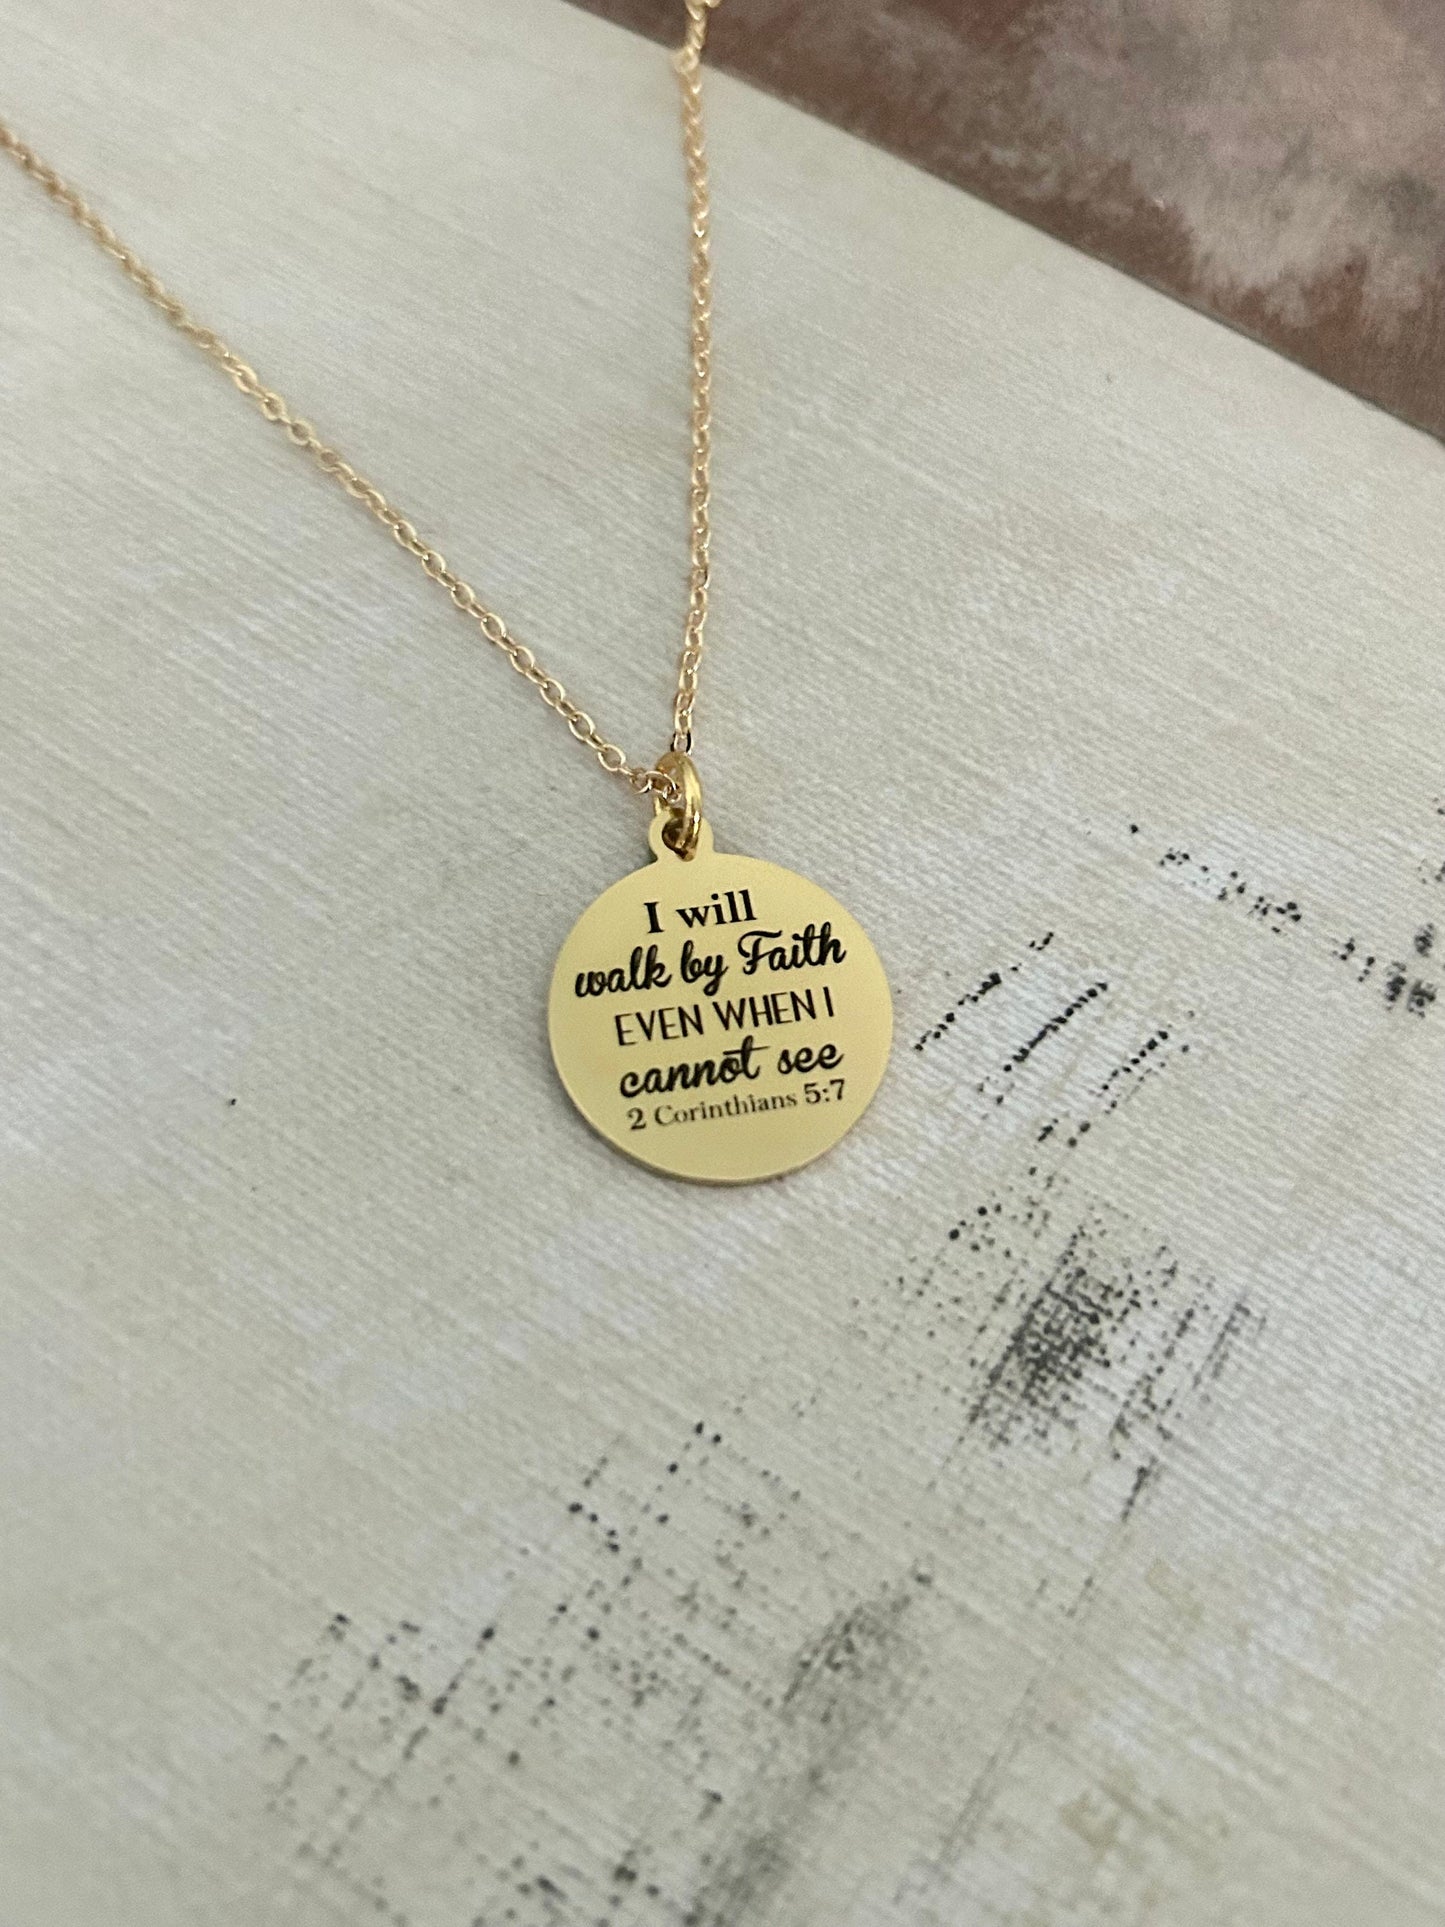 I will
walk by Faith
EVEN WHEN I
cannot see
2 Corinthians 5:7